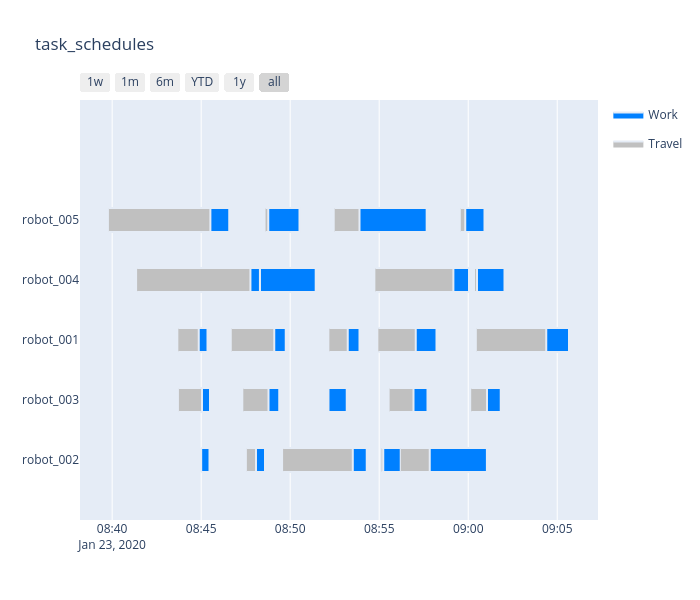 task_schedules
1w 1m 6m YTD 1y all
Work
Travel
robot_005
robot_004
robot_001
robot_003
robot_002
08:40 08:45 08:50 08:55 09:00 09:05
Jan 23, 2020